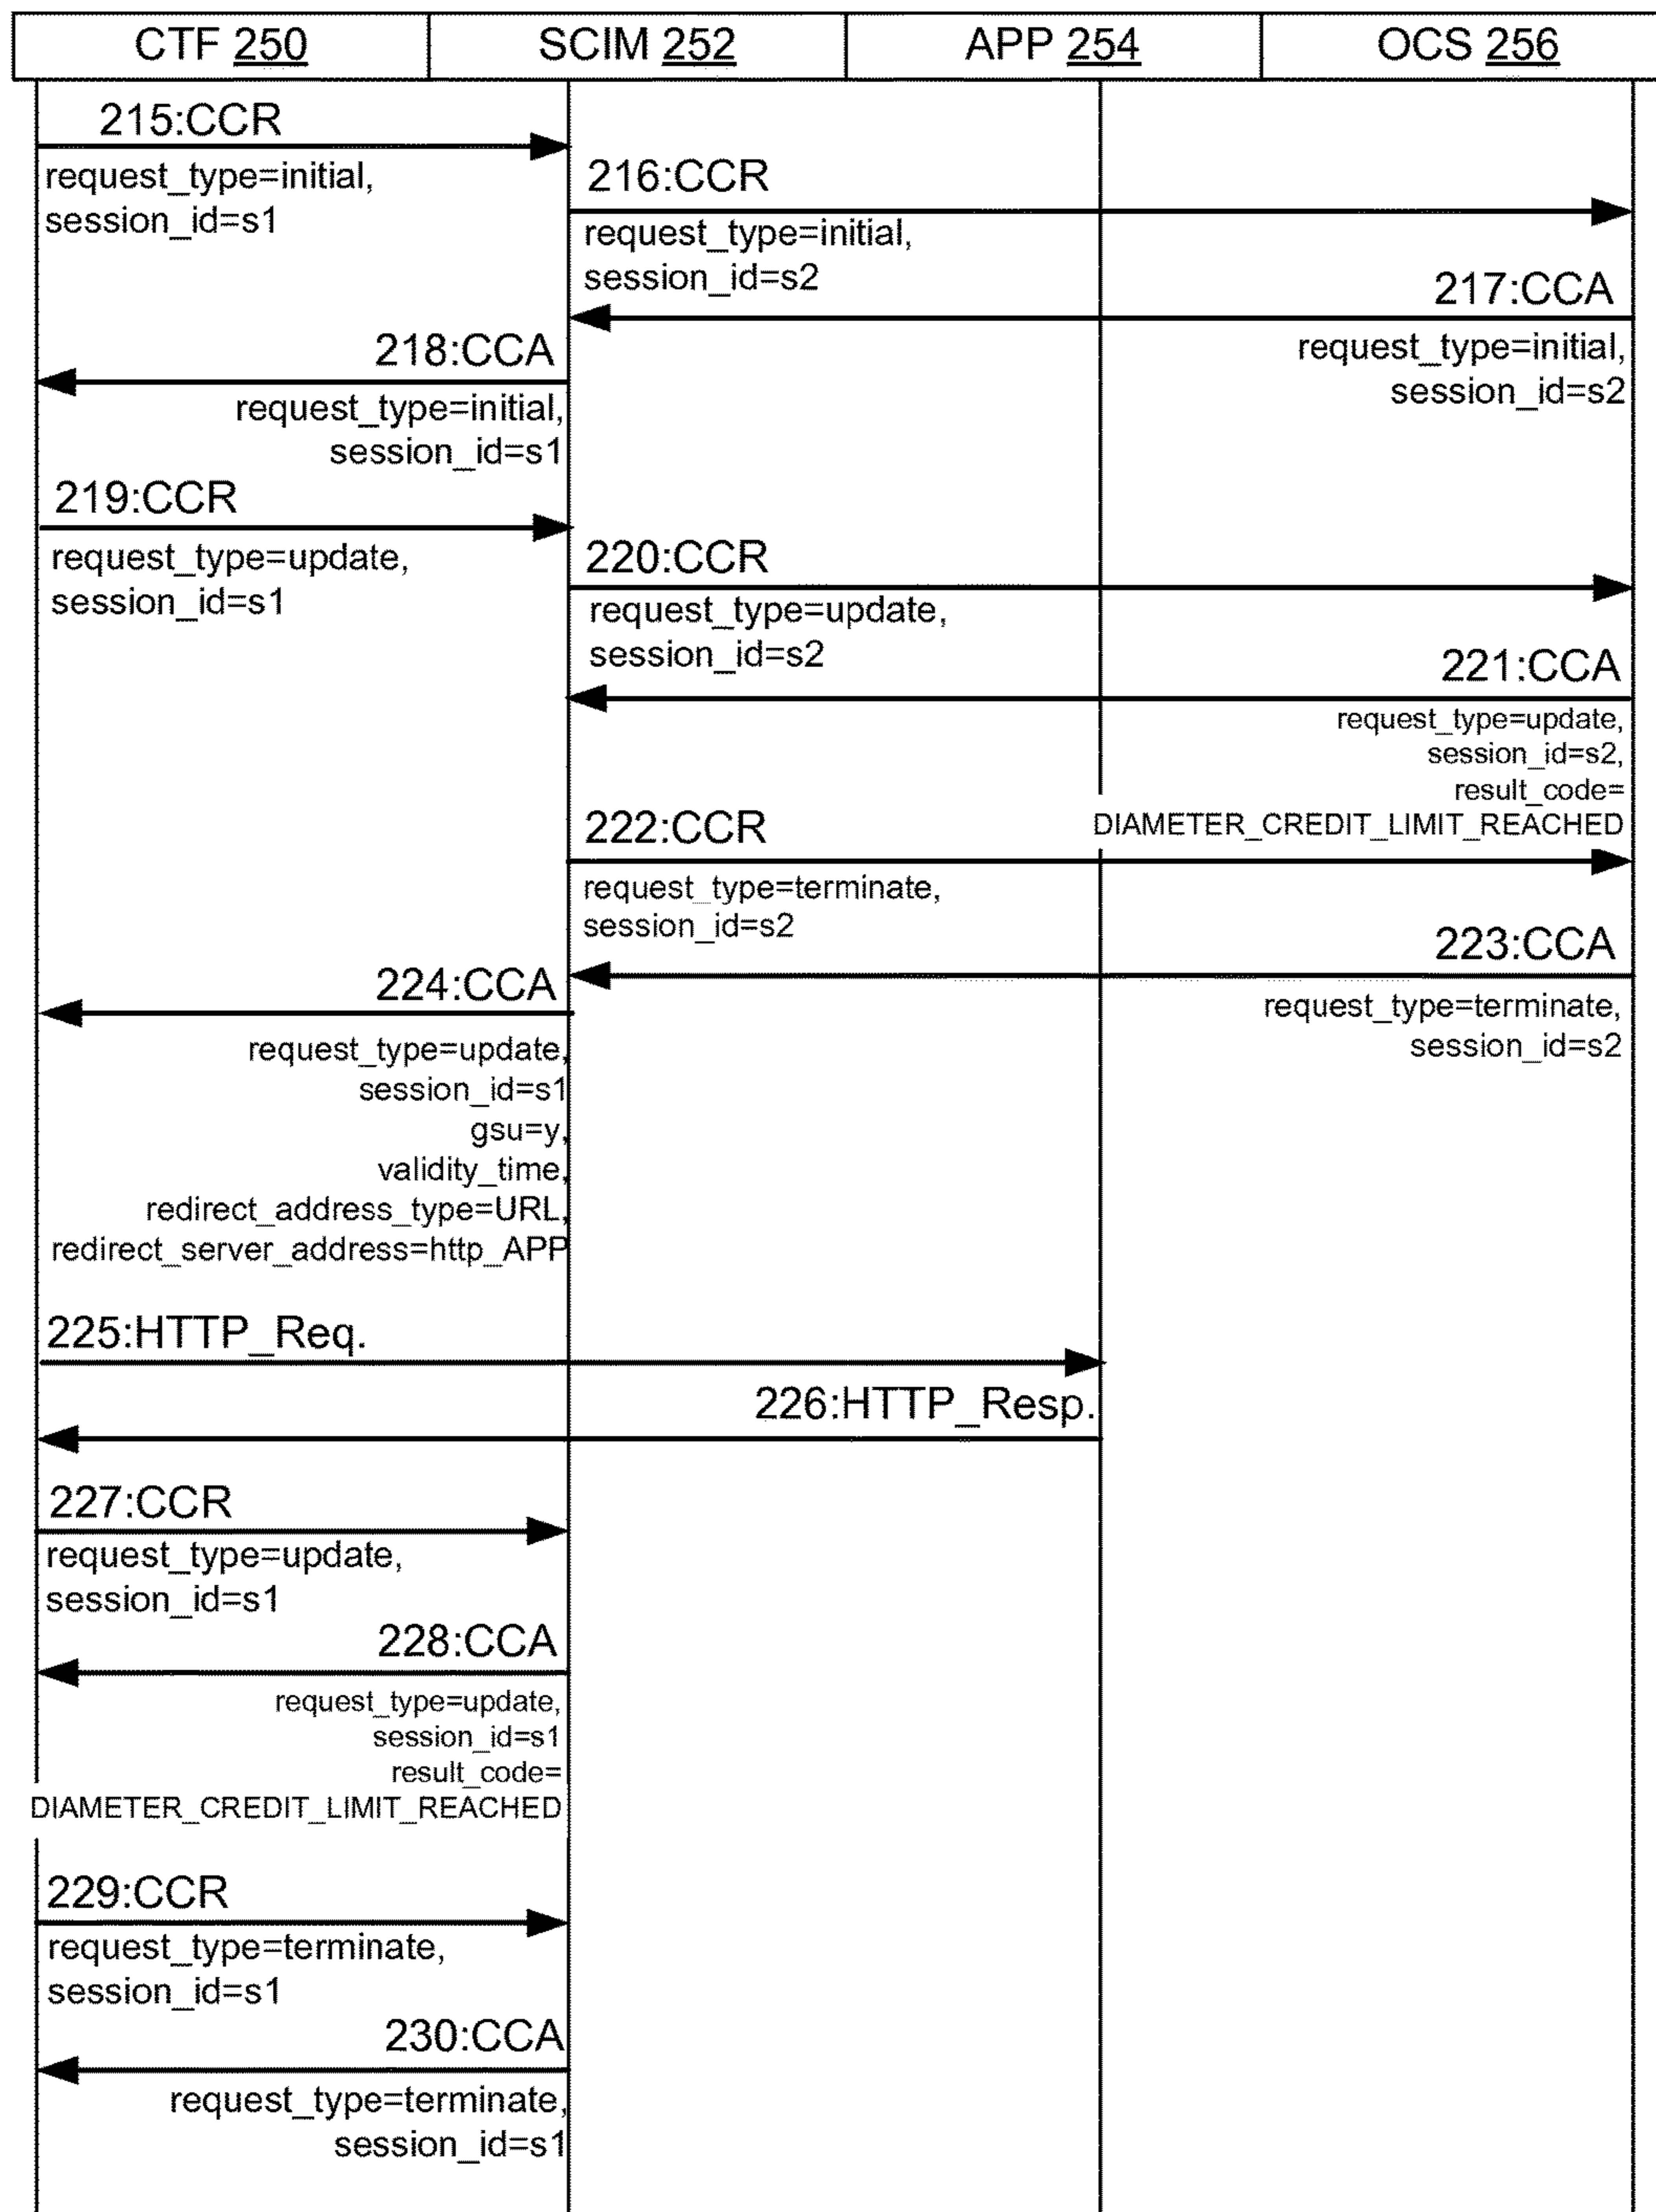 CTF 250
SCIM 252
APP 254
OCS 256
215:CCR
request_type=initial,
session_id=s1
216:CCR
request_type=initial,
session_id=s2
217:CCA
request_type=initial,
session_id=s2
218:CCA
request_type=initial,
session_id=s1
219:CCR
request_type=update,
session_id=s1
220:CCR
request_type=update,
session_id=s2
221:CCA
request_type=update,
session_id=s2,
result_code=
DIAMETER_CREDIT_LIMIT_REACHED
222:CCR
request_type=terminate,
session_id=s2
223:CCA
request_type=terminate,
session_id=s2
224:CCA
request_type=update,
session_id=s1
gsu=y,
validity_time,
redirect_address_type=URL,
redirect_server_address=http_APP
225:HTTP_Req.
226:HTTP_Resp.
227:CCR
request_type=update,
session_id=s1
228:CCA
request_type=update,
session_id=s1
result_code=
DIAMETER_CREDIT_LIMIT_REACHED
229:CCR
request_type=terminate,
session_id=s1
230:CCA
request_type=terminate,
session_id=s1